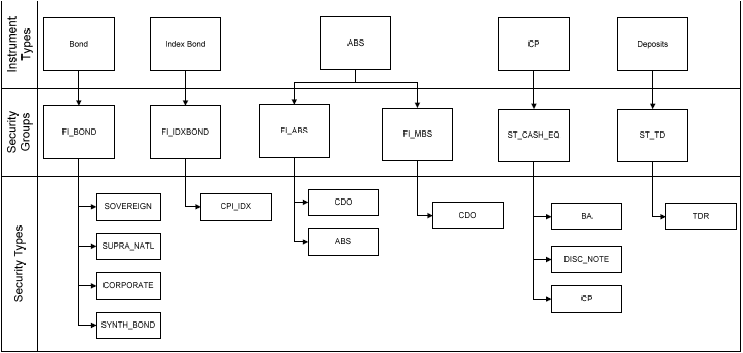 Instrument
Types
Bond
Index Bond
ABS
CP
Deposits
Security
Groups
FI_BOND
FI_IDXBOND
FI_ABS
FI_MBS
ST_CASH_EQ
ST_TD
Security Types
SOVEREIGN
CPI_IDX
CDO
CDO
BA.
TDR
SUPRA_NATL
ABS
DISC_NOTE
CORPORATE
CP
SYNTH_BOND